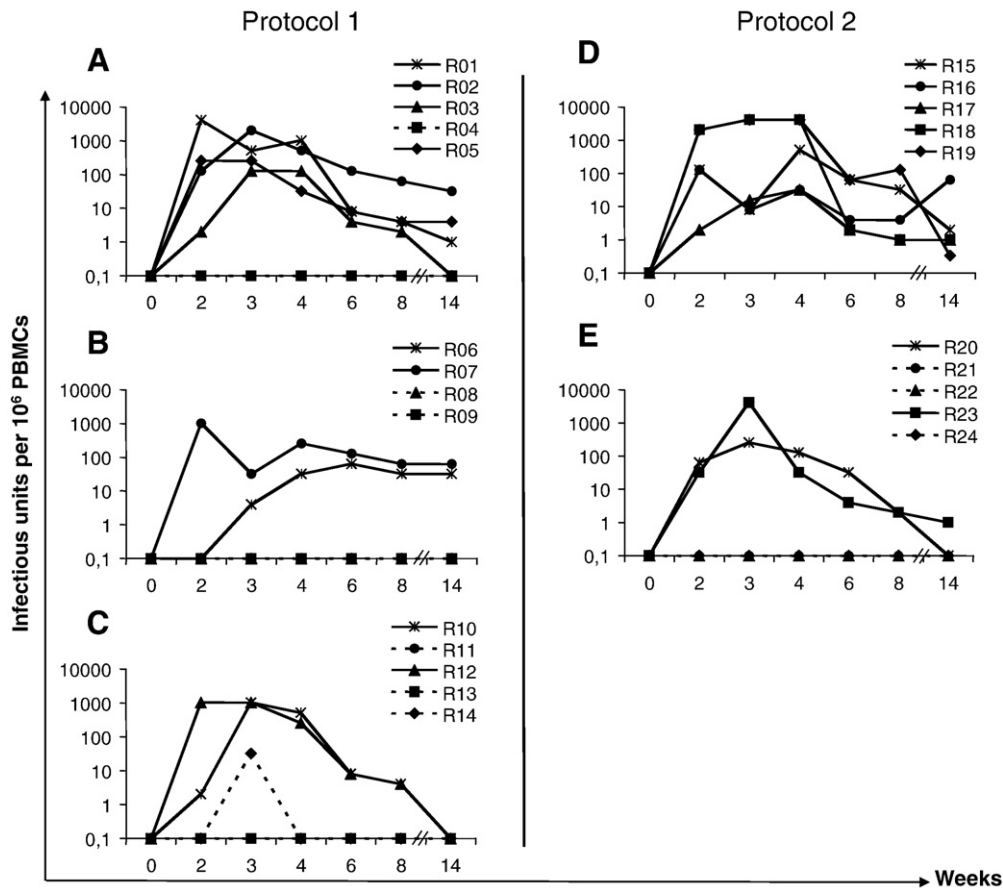 Protocol 1
Protocol 2
Infectious units per 10⁶ PBMCs
A
R01
R02
R03
R04
R05
10000
1000
100
10
1
0,1
0 2 3 4 6 8 // 14
B
R06
R07
R08
R09
10000
1000
100
10
1
0,1
0 2 3 4 6 8 // 14
C
R10
R11
R12
R13
R14
10000
1000
100
10
1
0,1
0 2 3 4 6 8 // 14
D
R15
R16
R17
R18
R19
10000
1000
100
10
1
0,1
0 2 3 4 6 8 // 14
E
R20
R21
R22
R23
R24
10000
1000
100
10
1
0,1
0 2 3 4 6 8 // 14
Weeks